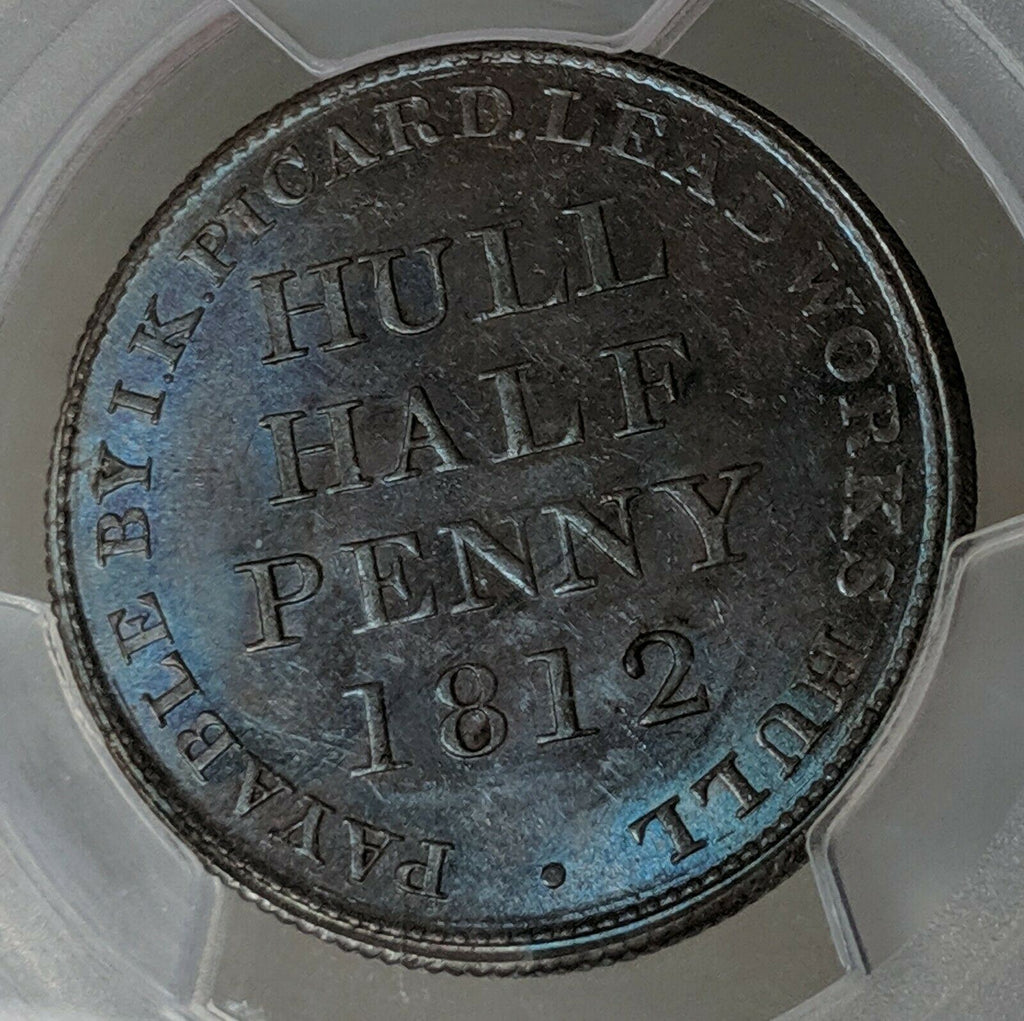 PAYABLE BY I.K.PICARD.LEAD WORKS HULL.
HULL
HALF
PENNY
1812